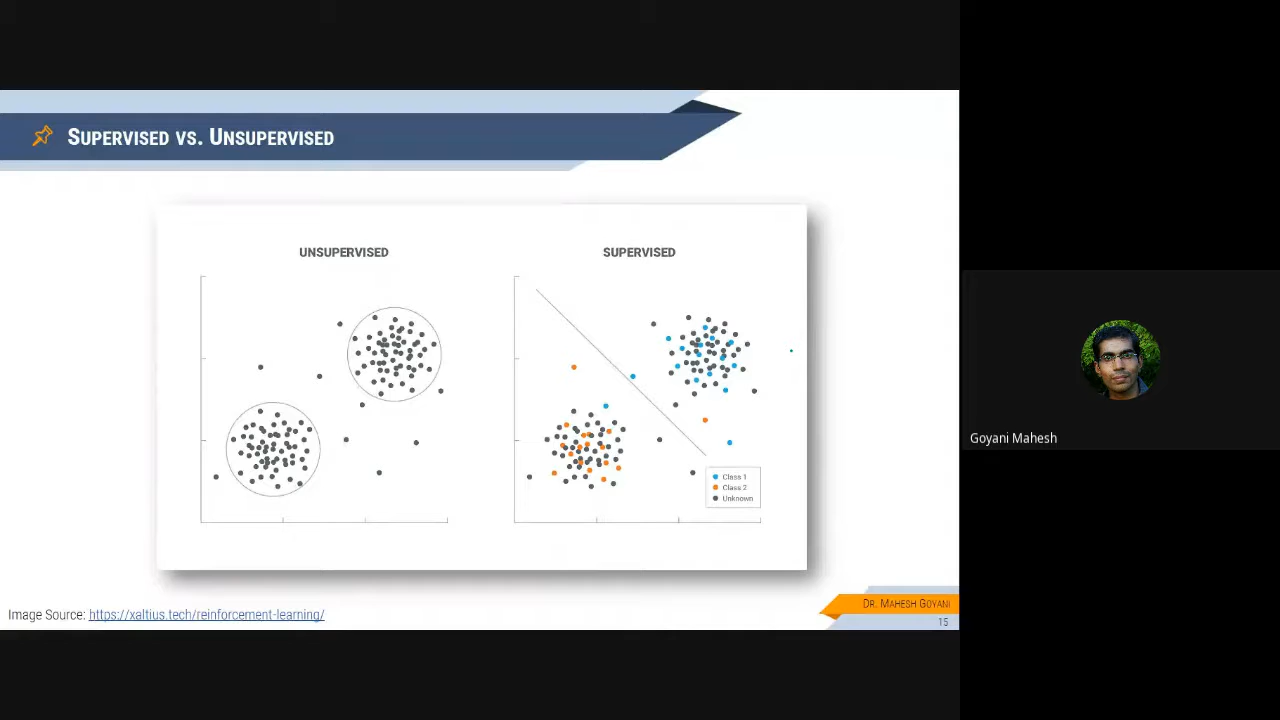 SUPERVISED VS. UNSUPERVISED
UNSUPERVISED
SUPERVISED
Class 1
Class 2
Unknown
Image Source: https://xaltius.tech/reinforcement-learning/
DR. MAHESH GOYANI
15
Goyani Mahesh